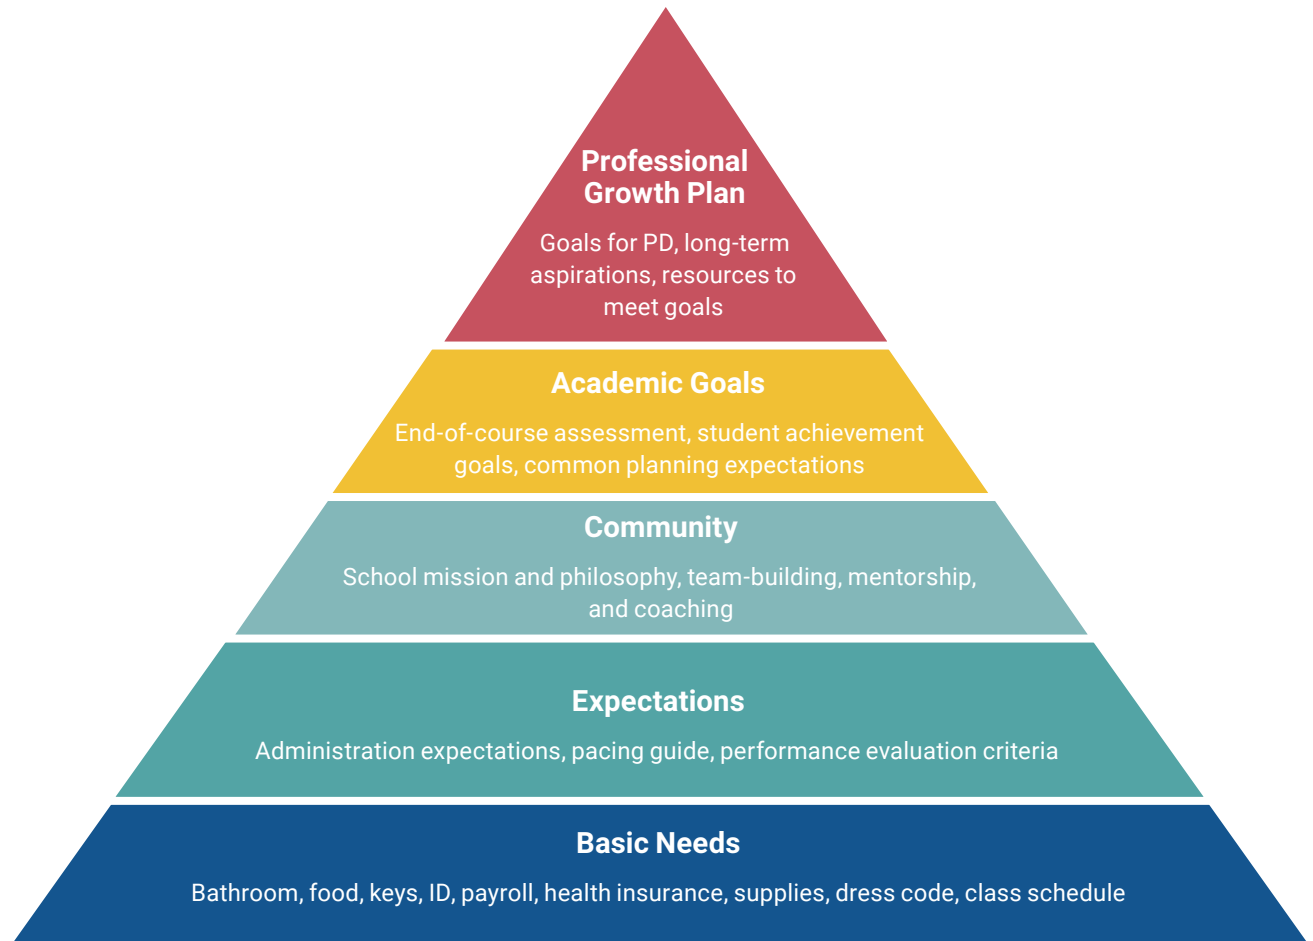 Professional
Growth Plan
Goals for PD, long-term
aspirations, resources to
meet goals
Academic Goals
End-of-course assessment, student achievement
goals, common planning expectations
Community
School mission and philosophy, team-building, mentorship,
and coaching
Expectations
Administration expectations, pacing guide, performance evaluation criteria
Basic Needs
Bathroom, food, keys, ID, payroll, health insurance, supplies, dress code, class schedule